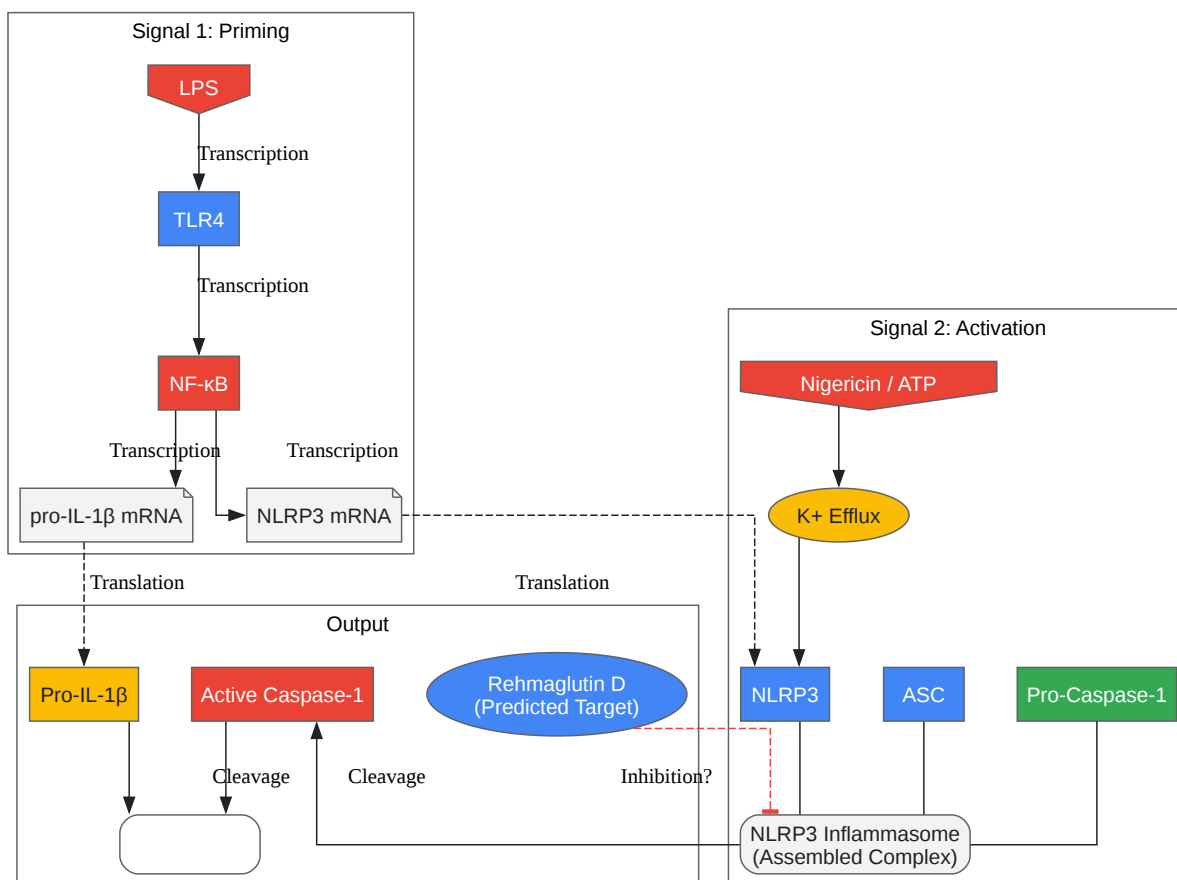 Signal 1: Priming
LPS
Transcription
TLR4
Transcription
NF-κB
Transcription
Transcription
pro-IL-1β mRNA
NLRP3 mRNA
Translation
Translation
Signal 2: Activation
Nigericin / ATP
K+ Efflux
NLRP3
ASC
Pro-Caspase-1
Output
Pro-IL-1β
Active Caspase-1
Rehmaglutin D
(Predicted Target)
Cleavage
Cleavage
Inhibition?
NLRP3 Inflammasome
(Assembled Complex)